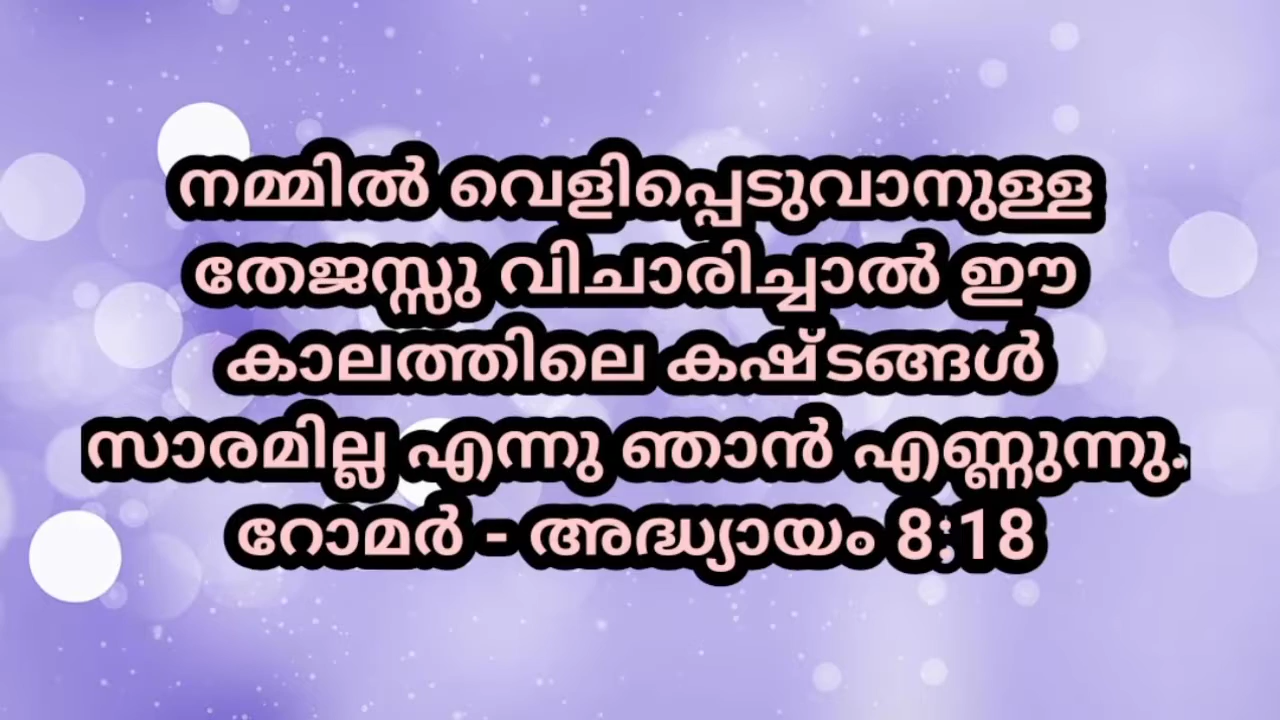 നമ്മിൽ വെളിപ്പെടുവാനുള്ള
തേജസ്സു വിചാരിച്ചാൽ ഈ
കാലത്തിലെ കഷ്ടങ്ങൾ
സാരമില്ല എന്നു ഞാൻ എണ്ണുന്നു.
റോമർ - അദ്ധ്യായം 8:18